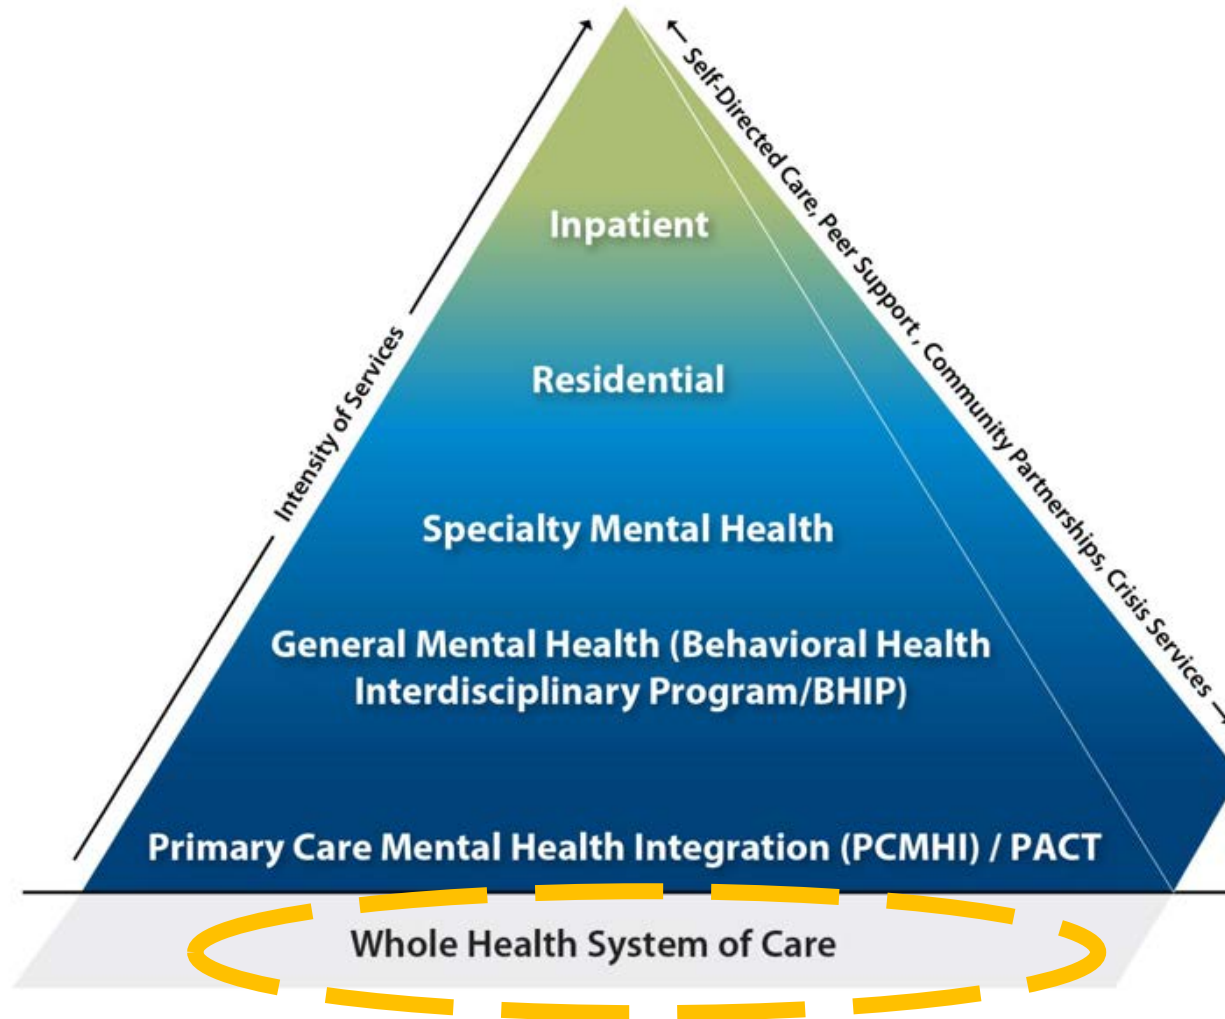 Inpatient
Residential
Specialty Mental Health
General Mental Health (Behavioral Health
Interdisciplinary Program/BHIP)
Primary Care Mental Health Integration (PCMHI) / PACT
Whole Health System of Care
Intensity of Services
Self-Directed Care, Peer Support , Community Partnerships, Crisis Services